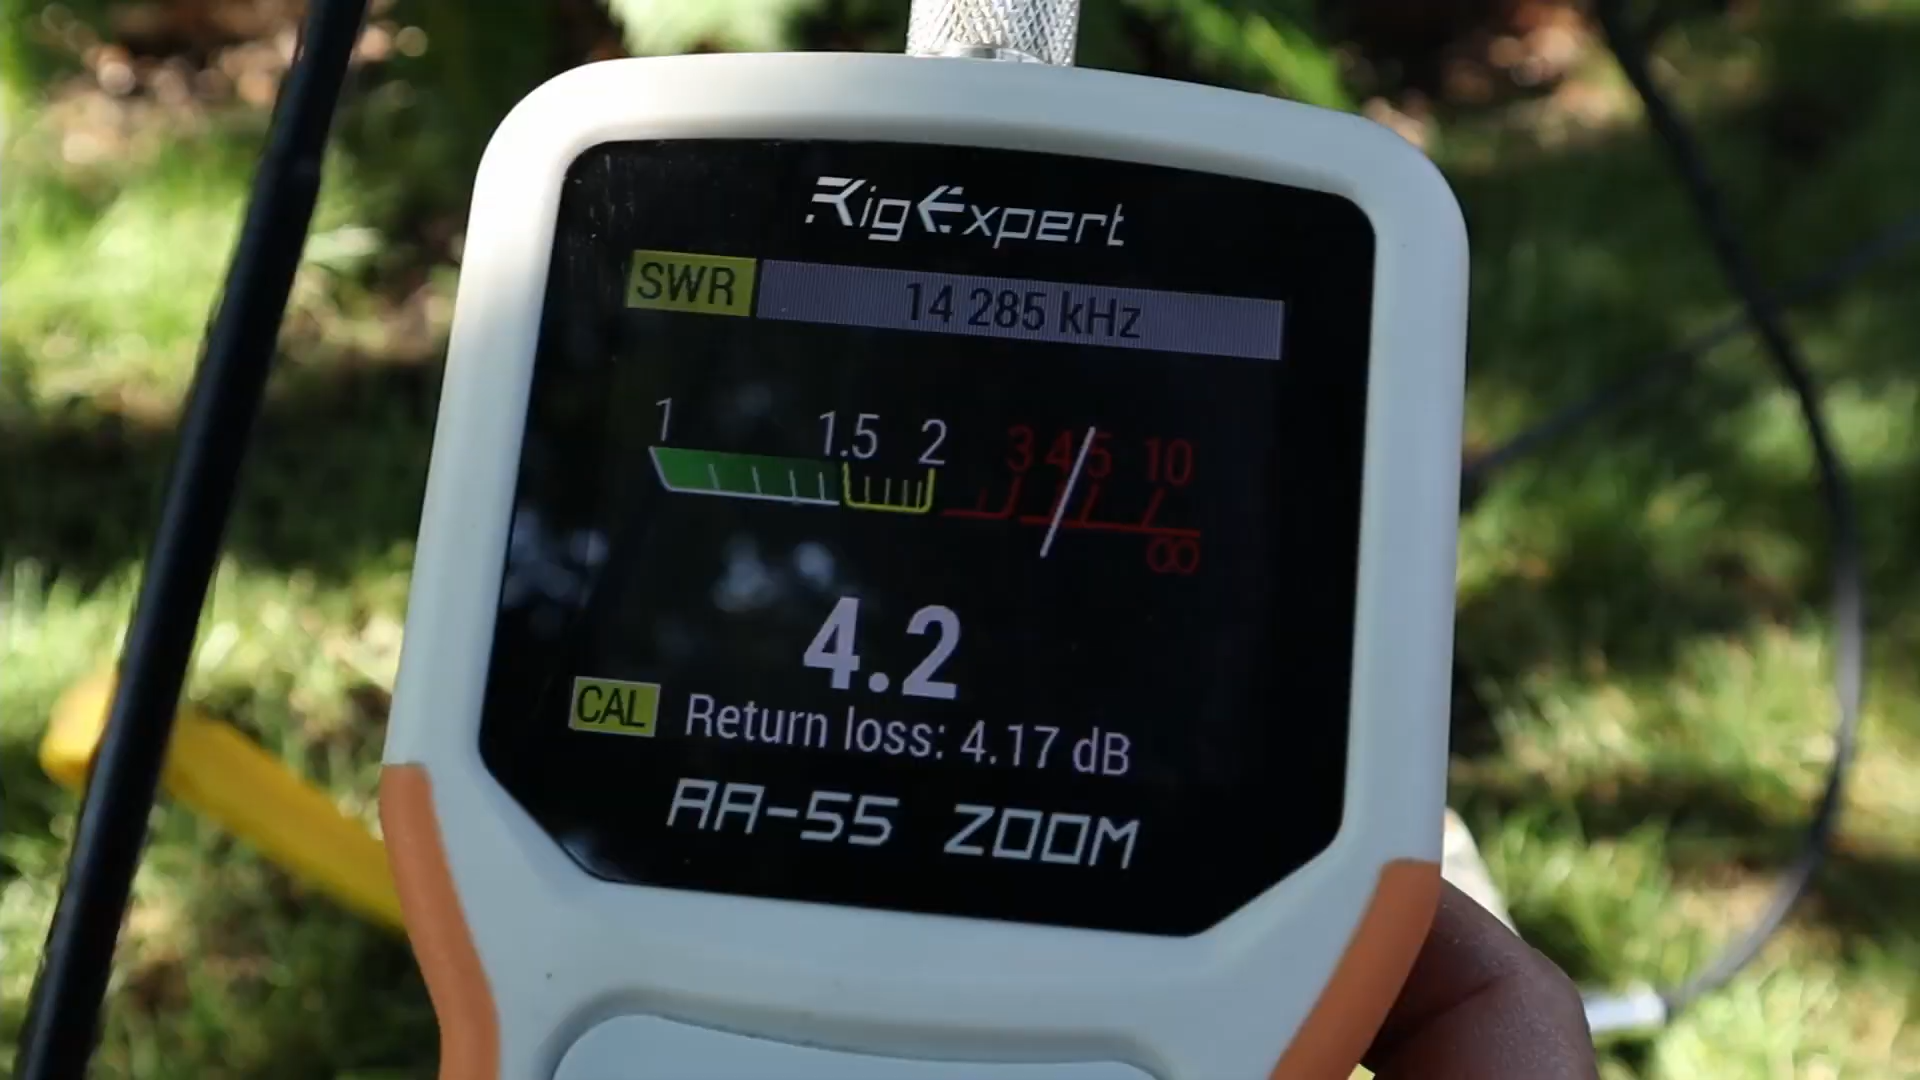 RigExpert
SWR 14 285 kHz
1 1.5 2 3 4 5 10
∞
4.2
CAL Return loss: 4.17 dB
AA-55 ZOOM